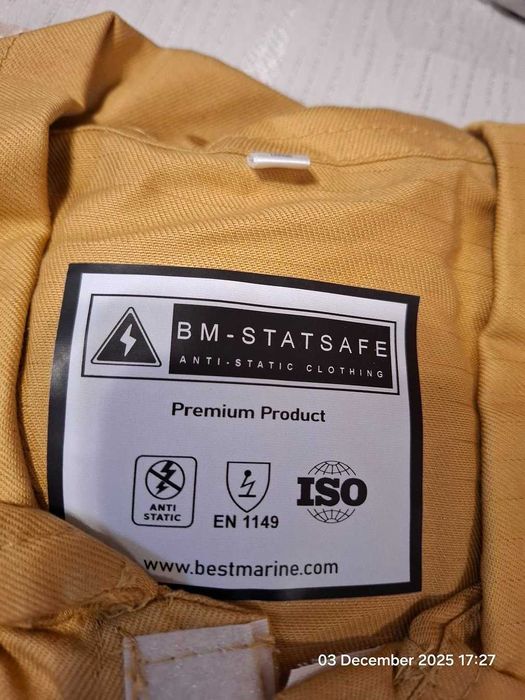 BM-STATSAFE
ANTI-STATIC CLOTHING
Premium Product
ANTI
STATIC
EN 1149
ISO
www.bestmarine.com
03 December 2025 17:27